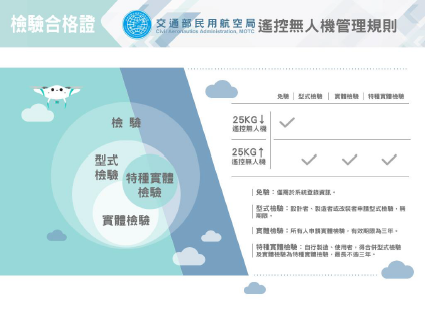 檢驗合格證
交通部民用航空局
Civil Aeronautics Administration, MOTC
遙控無人機管理規則
檢 驗
型式
檢驗
特種實體
檢驗
實體檢驗
免驗 型式檢驗 實體檢驗 特種實體檢驗
25KG↓
遙控無人機
25KG↑
遙控無人機
免驗：僅需於系統登錄資訊。
型式檢驗：設計者、製造者或改裝者申請型式檢驗，無
期限。
實體檢驗：所有人申請實體檢驗，有效期限為三年。
特種實體檢驗：自行製造、使用者，得合併型式檢驗
及實體檢驗為特種實體檢驗，最長不逾三年。